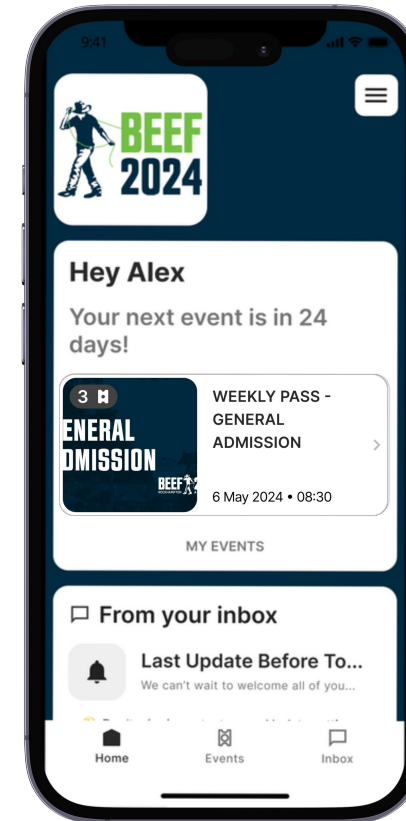 9:41
BEEF
2024
Hey Alex
Your next event is in 24
days!
3
ENERAL
DMISSION
BEEF
WEEKLY PASS -
GENERAL
ADMISSION
6 May 2024 • 08:30
MY EVENTS
From your inbox
Last Update Before To...
We can't wait to welcome all of you...
Home
Events
Inbox